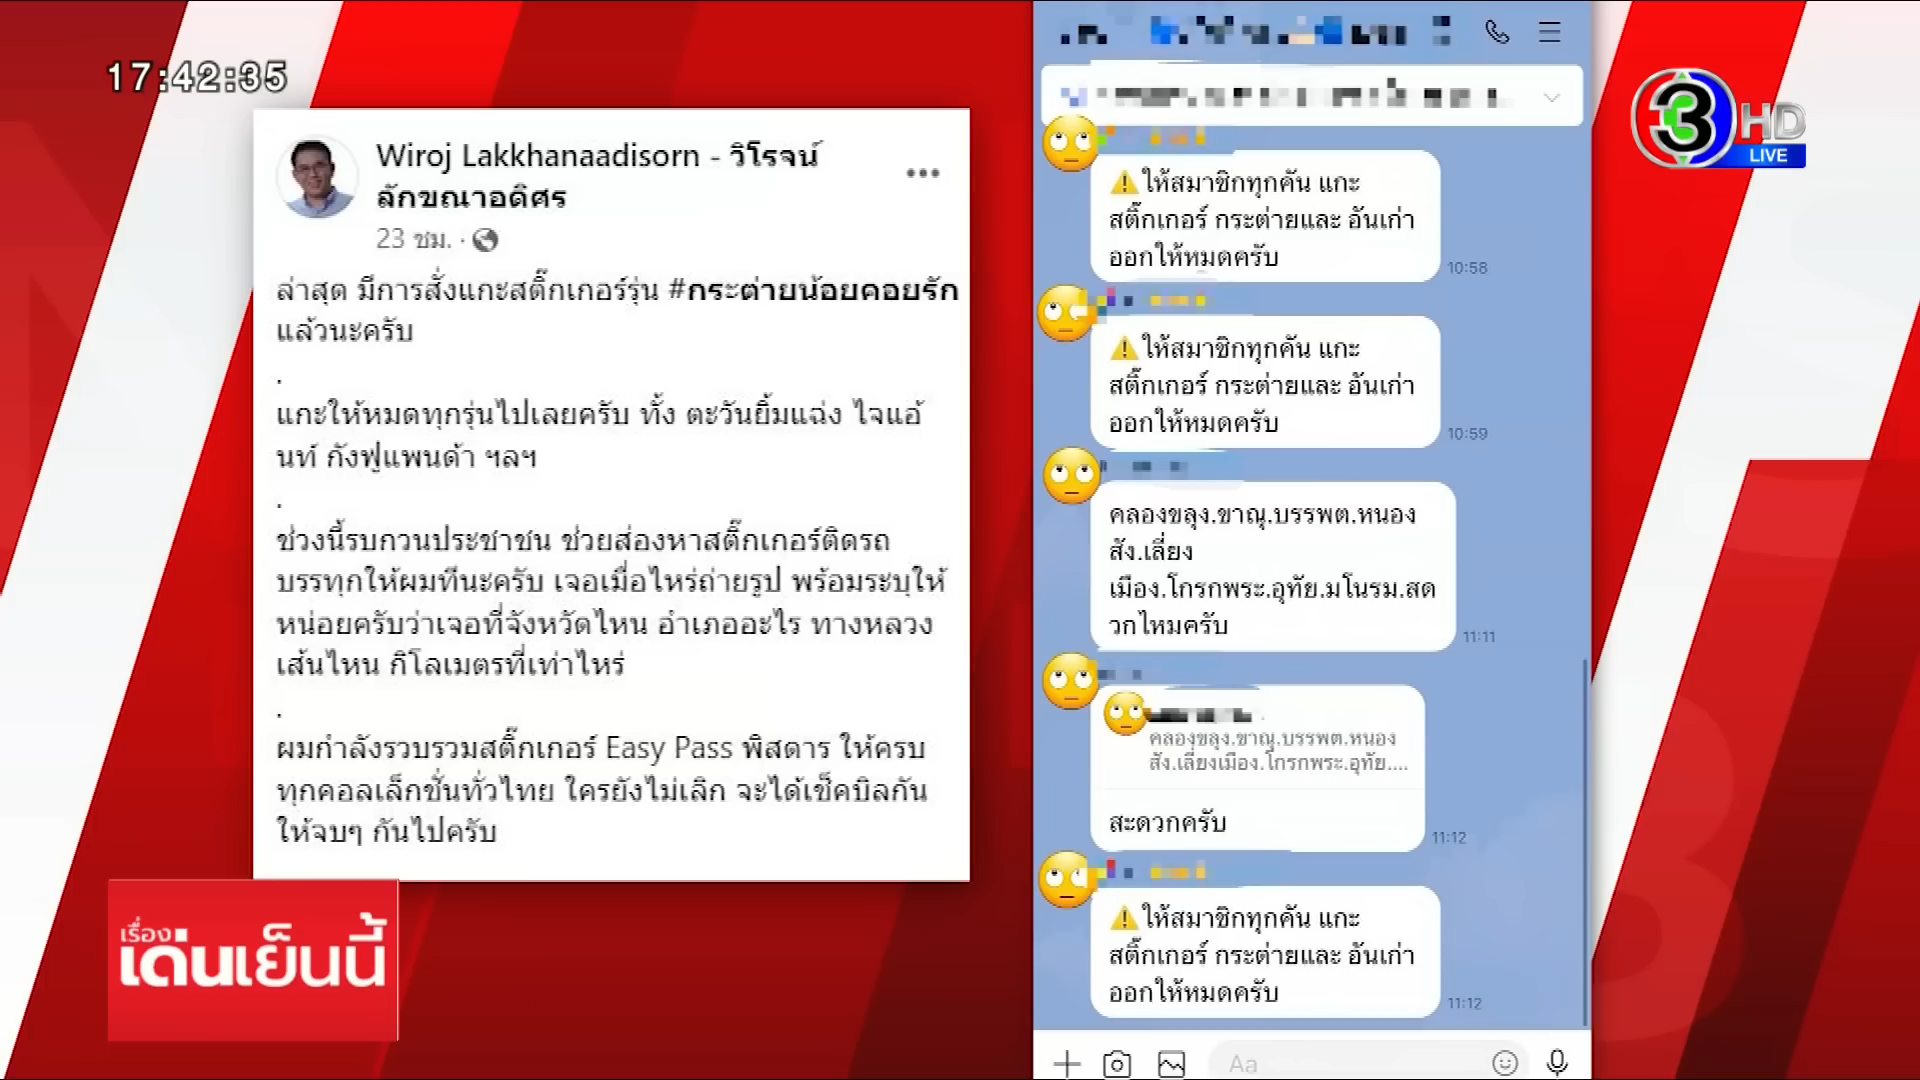 17:42:35
Wiroj Lakkhanaadisorn - วิโรจน์
ลักขณาอดิศร
23 ชม.
ล่าสุด มีการสั่งแกะสติ๊กเกอร์รุ่น #กระต่ายน้อยคอยรัก
แล้วนะครับ
.
แกะให้หมดทุกรุ่นไปเลยครับ ทั้ง ตะวันยิ้มแฉ่ง ไจแอ้
นท์ กังฟูแพนด้า ฯลฯ
.
ช่วงนี้รบกวนประชาชน ช่วยส่องหาสติ๊กเกอร์ติดรถ
บรรทุกให้ผมทีนะครับ เจอเมื่อไหร่ถ่ายรูป พร้อมระบุให้
หน่อยครับว่าเจอที่จังหวัดไหน อำเภออะไร ทางหลวง
เส้นไหน กิโลเมตรที่เท่าไหร่
.
ผมกำลังรวบรวมสติ๊กเกอร์ Easy Pass พิสดาร ให้ครบ
ทุกคอลเล็กชั่นทั่วไทย ใครยังไม่เลิก จะได้เช็คบิลกัน
ให้จบๆ กันไปครับ
เรื่อง
เด่นเย็นนี้
⚠️ให้สมาชิกทุกคัน แกะ
สติ๊กเกอร์ กระต่ายและ อันเก่า
ออกให้หมดครับ
10:58
⚠️ให้สมาชิกทุกคัน แกะ
สติ๊กเกอร์ กระต่ายและ อันเก่า
ออกให้หมดครับ
10:59
คลองขลุง.ขาณุ.บรรพต.หนอง
สัง.เลี่ยง
เมือง.โกรกพระ.อุทัย.มโนรม.สด
วกไหมครับ
11:11
คลองขลุง.ขาณุ.บรรพต.หนอง
สัง.เลี่ยงเมือง.โกรกพระ.อุทัย....
สะดวกครับ
11:12
⚠️ให้สมาชิกทุกคัน แกะ
สติ๊กเกอร์ กระต่ายและ อันเก่า
ออกให้หมดครับ
11:12
Aa
3 HD
LIVE